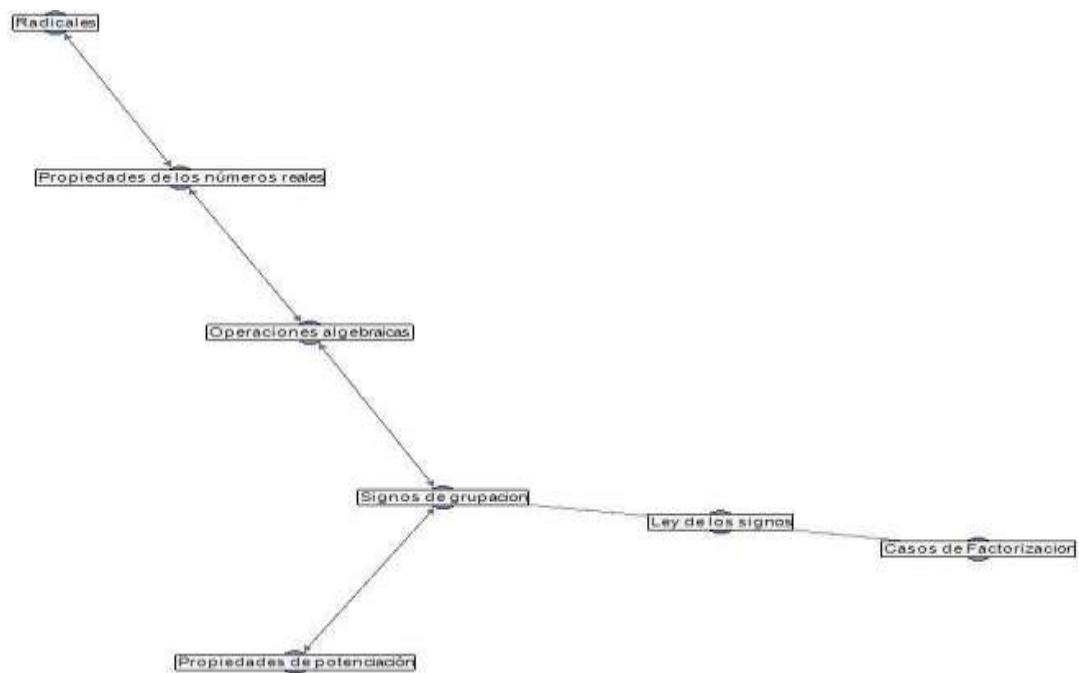 Radicales
Propiedades de los números reales
Operaciones algebraicas
Signos de grupacion
Ley de los signos
Casos de Factorizacion
Propiedades de potenciación